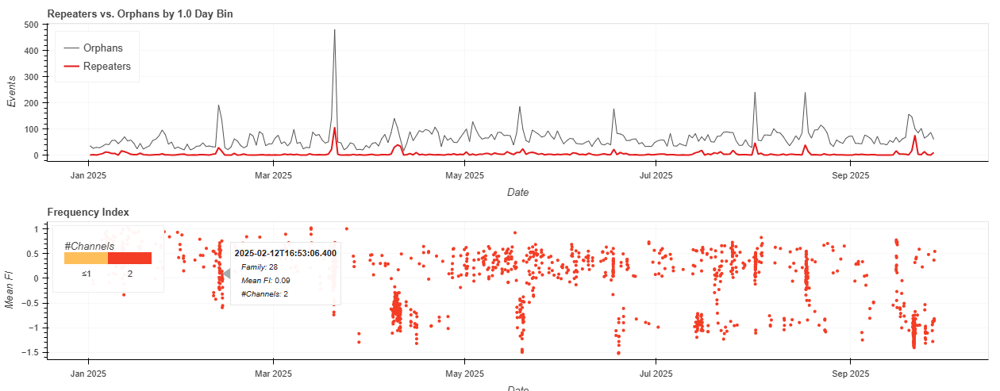 Repeaters vs. Orphans by 1.0 Day Bin
500
400
300
200
100
0
Events
Orphans
Repeaters
Jan 2025
Mar 2025
May 2025
Jul 2025
Sep 2025
Date
Frequency Index
1
0.5
0
−0.5
−1
−1.5
Mean FI
#Channels
≤1
2
2025-02-12T16:53:06.400
Family: 28
Mean FI: 0.09
#Channels: 2
Jan 2025
Mar 2025
May 2025
Jul 2025
Sep 2025
Date